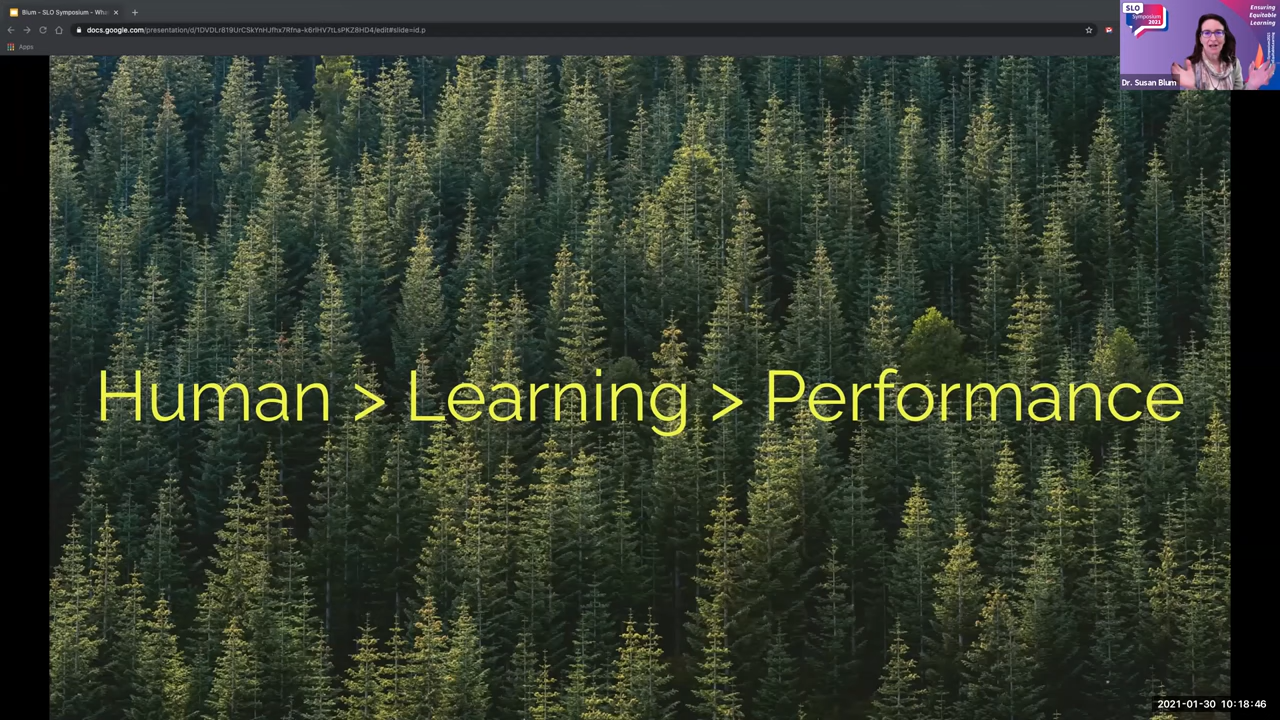 Blum - SLO Symposium - Wha
docs.google.com/presentation/d/1DVDLr819UrCSkYnHJfhx7Rfna-k6rIHV7tLsPKZ8HD4/edit#slide=id.p
Apps
SLO
Symposium
2021
Ensuring
Equitable
Learning
Dr. Susan Blum
Human > Learning > Performance
2021-01-30 10:18:46